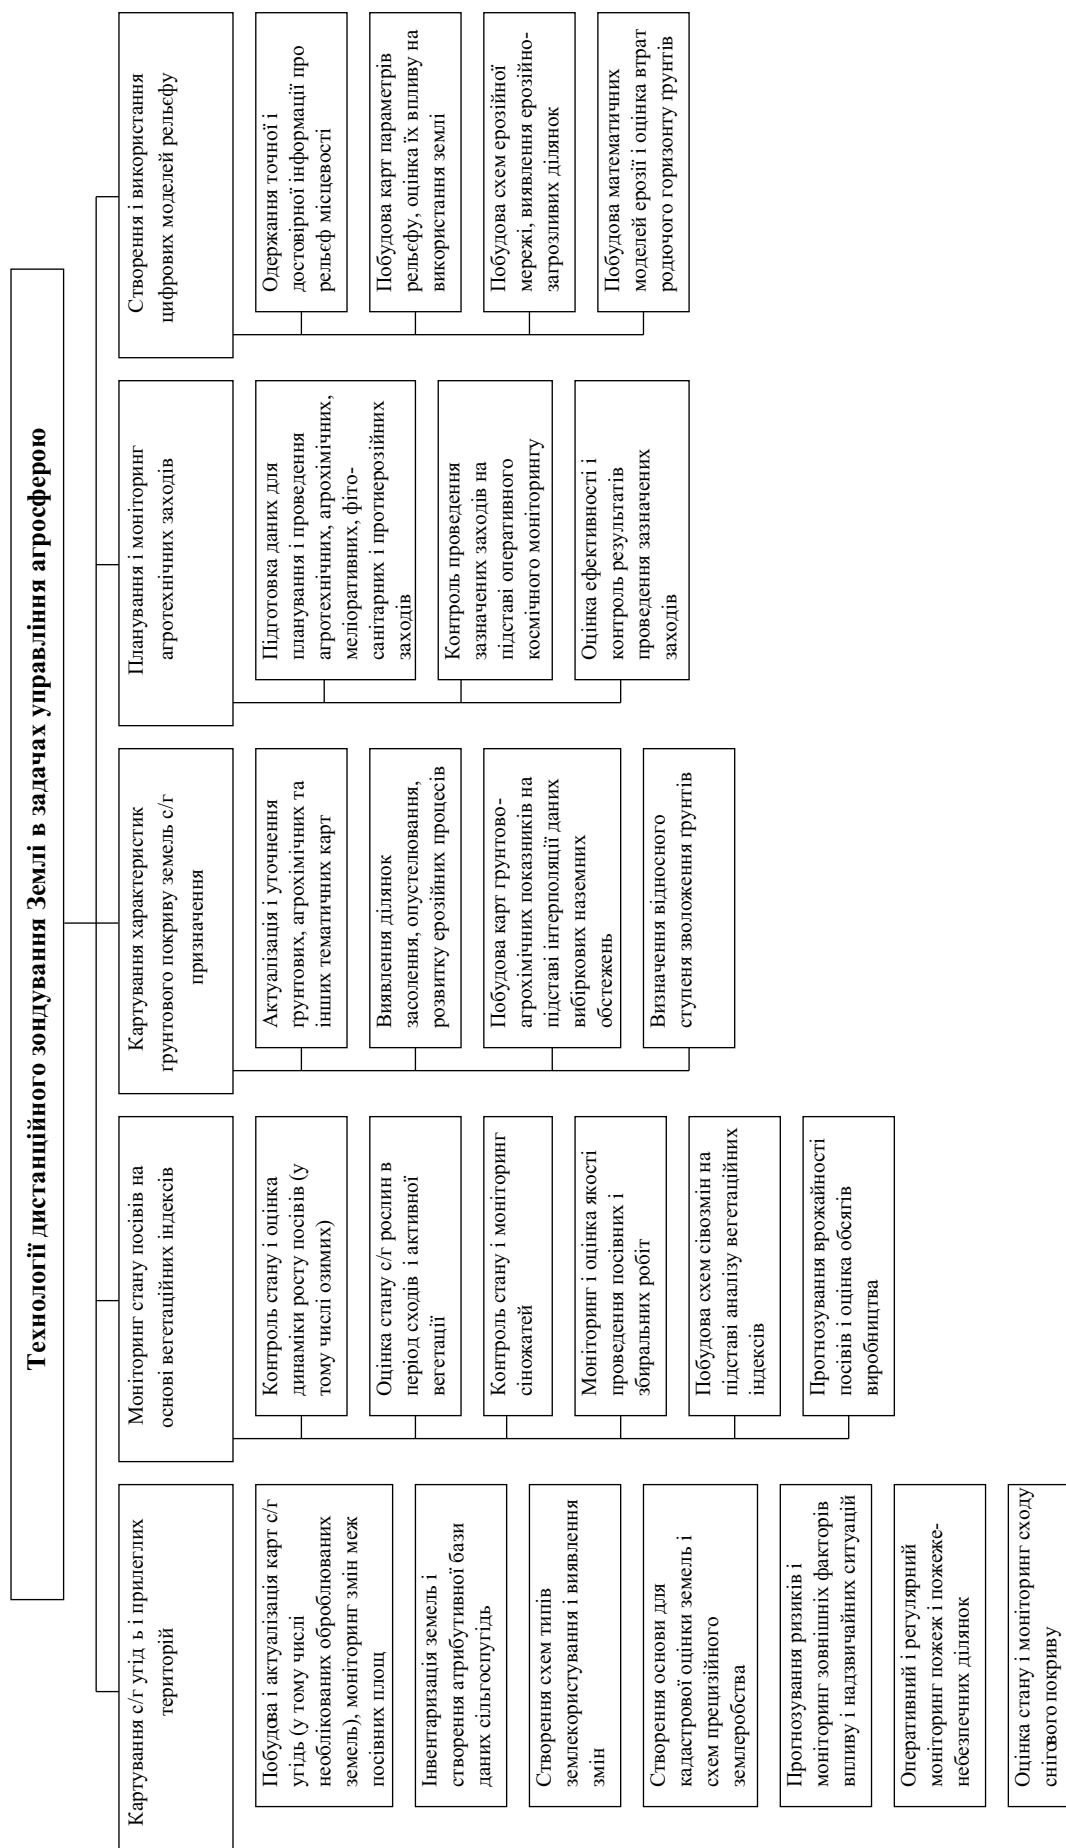 Технології дистанційного зондування Землі в задачах управління агросферою
Картування с/г угід ь і прилеглих
територій
Побудова і актуалізація карт с/г
угідь (у тому числі
необлікованих оброблюваних
земель), моніторинг змін меж
посівних площ
Інвентаризація земель і
створення атрибутивної бази
даних сільгоспугідь
Створення схем типів
землекористування і виявлення
змін
Створення основи для
кадастрової оцінки земель і
схем прецизійного
землеробства
Прогнозування ризиків і
моніторинг зовнішніх факторів
впливу і надзвичайних ситуацій
Оперативний і регулярний
моніторинг пожеж і пожеже-
небезпечних ділянок
Оцінка стану і моніторинг сходу
снігового покриву
Моніторинг стану посівів на
основі вегетаційних індексів
Контроль стану і оцінка
динаміки росту посівів (у
тому числі озимих)
Оцінка стану с/г рослин в
період сходів і активної
вегетації
Контроль стану і моніторинг
сіножатей
Моніторинг і оцінка якості
проведення посівних і
збиральних робіт
Побудова схем сівозмін на
підставі аналізу вегетаційних
індексів
Прогнозування врожайності
посівів і оцінка обсягів
виробництва
Картування характеристик
ґрунтового покриву земель с/г
призначення
Актуалізація і уточнення
ґрунтових, агрохімічних та
інших тематичних карт
Виявлення ділянок
засолення, опустелювання,
розвитку ерозійних процесів
Побудова карт ґрунтово-
агрохімічних показників на
підставі інтерполяції даних
вибіркових наземних
обстежень
Визначення відносного
ступеня зволоження ґрунтів
Планування і моніторинг
агротехнічних заходів
Підготовка даних для
планування і проведення
агротехнічних, агрохімічних,
меліоративних, фіто-
санітарних і протиерозійних
заходів
Контроль проведення
зазначених заходів на
підставі оперативного
космічного моніторингу
Оцінка ефективності і
контроль результатів
проведення зазначених
заходів
Створення і використання
цифрових моделей рельєфу
Одержання точної і
достовірної інформації про
рельєф місцевості
Побудова карт параметрів
рельєфу, оцінка їх впливу на
використання землі
Побудова схем ерозійної
мережі, виявлення ерозійно-
загрозливих ділянок
Побудова математичних
моделей ерозії і оцінка втрат
родючого горизонту ґрунтів